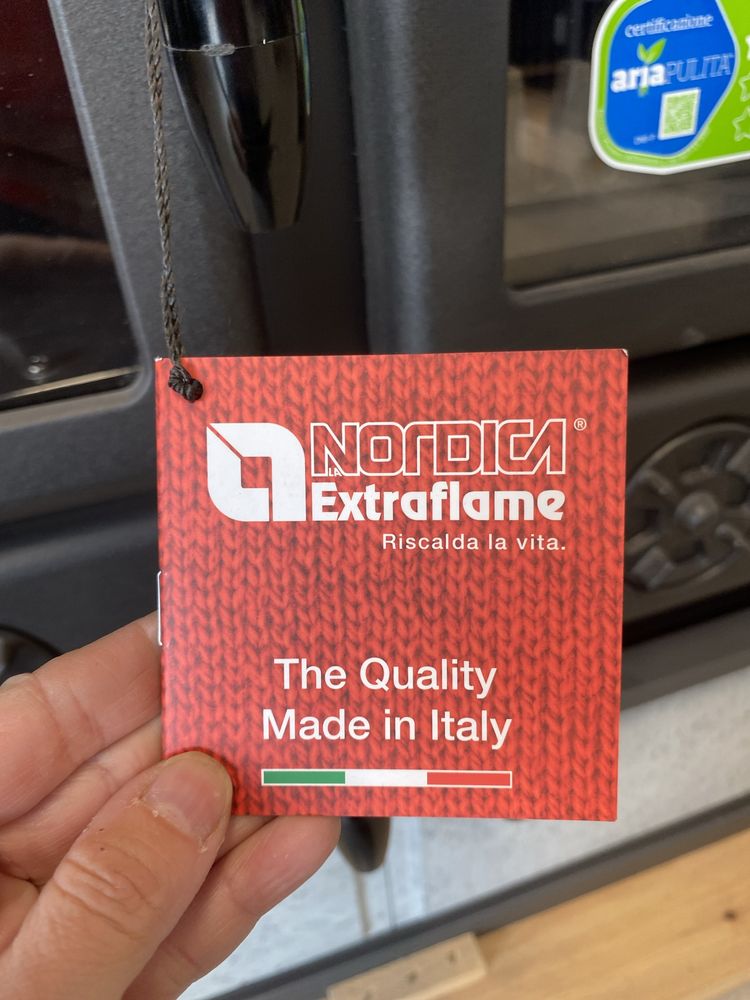 certificazione
ariaPULITA
LA NORDICA®
Extraflame
Riscalda la vita.
The Quality
Made in Italy